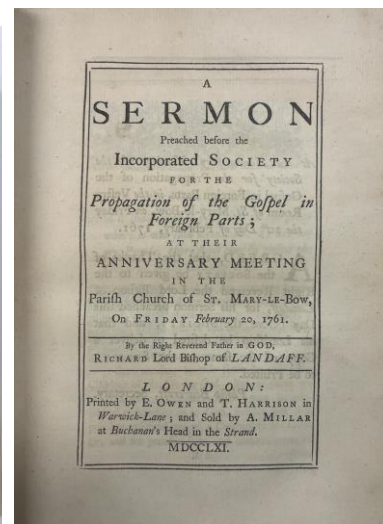 A
SERMON
Preached before the
Incorporated SOCIETY
FOR THE
Propagation of the Goſpel in
Foreign Parts;
AT THEIR
ANNIVERSARY MEETING
IN THE
Pariſh Church of ST. MARY-LE-BOW,
On FRIDAY February 20, 1761.
By the Right Reverend Father in GOD,
RICHARD Lord Biſhop of LANDAFF.
LONDON:
Printed by E. OWEN and T. HARRISON in
Warwick-Lane; and Sold by A. MILLAR
at Buchanan's Head in the Strand.
MDCCLXI.